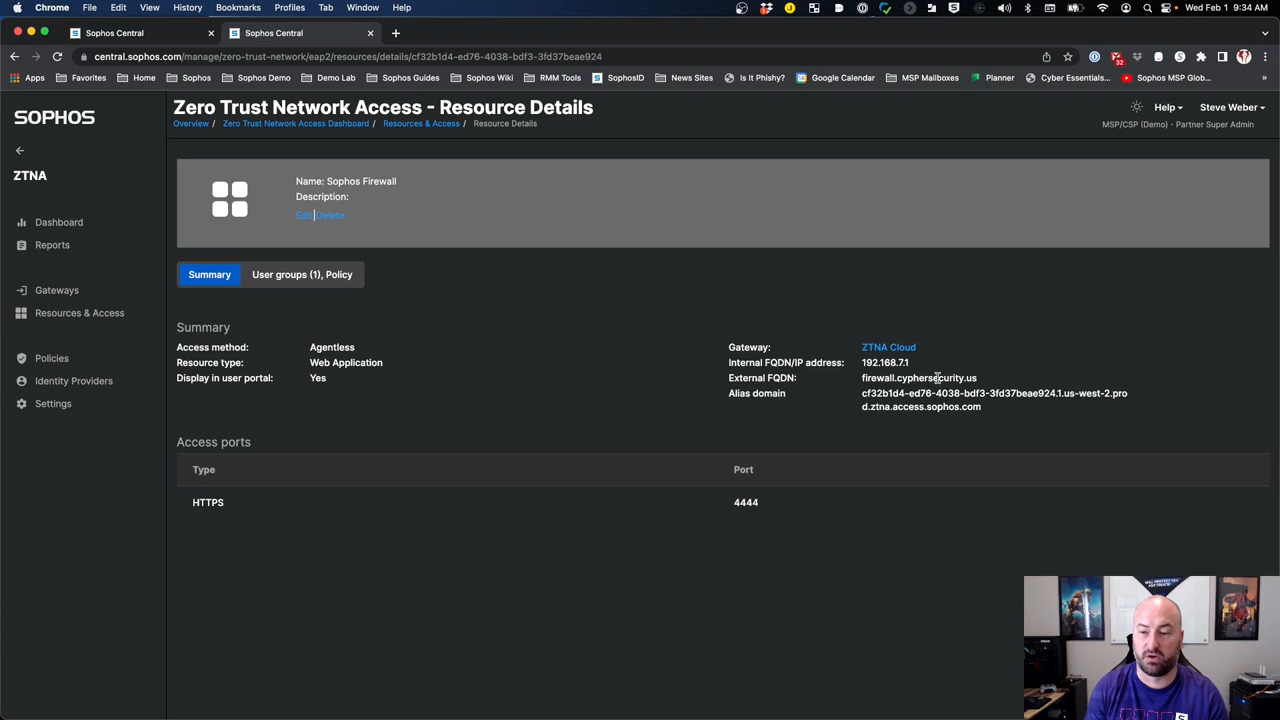 Chrome File Edit View History Bookmarks Profiles Tab Window Help Wed Feb 1 9:34 AM
Sophos Central Sophos Central
central.sophos.com/manage/zero-trust-network/eap2/resources/details/cf32b1d4-ed76-4038-bdf3-3fd37beae924
Apps Favorites Home Sophos Sophos Demo Demo Lab Sophos Guides Sophos Wiki RMM Tools SophosID News Sites Is It Phishy? Google Calendar MSP Mailboxes Planner Cyber Essentials... Sophos MSP Glob... »
32
SOPHOS
Zero Trust Network Access - Resource Details
Help
Steve Weber
Overview / Zero Trust Network Access Dashboard / Resources & Access / Resource Details
MSP/CSP (Demo) · Partner Super Admin
ZTNA
Dashboard
Reports
Gateways
Resources & Access
Policies
Identity Providers
Settings
Name: Sophos Firewall
Description:
Edit Delete
Summary
User groups (1), Policy
Summary
Access method: Agentless
Resource type: Web Application
Display in user portal: Yes
Gateway: ZTNA Cloud
Internal FQDN/IP address: 192.168.7.1
External FQDN: firewall.cyphersecurity.us
Alias domain cf32b1d4-ed76-4038-bdf3-3fd37beae924.1.us-west-2.pro
d.ztna.access.sophos.com
Access ports
Type Port
HTTPS 4444